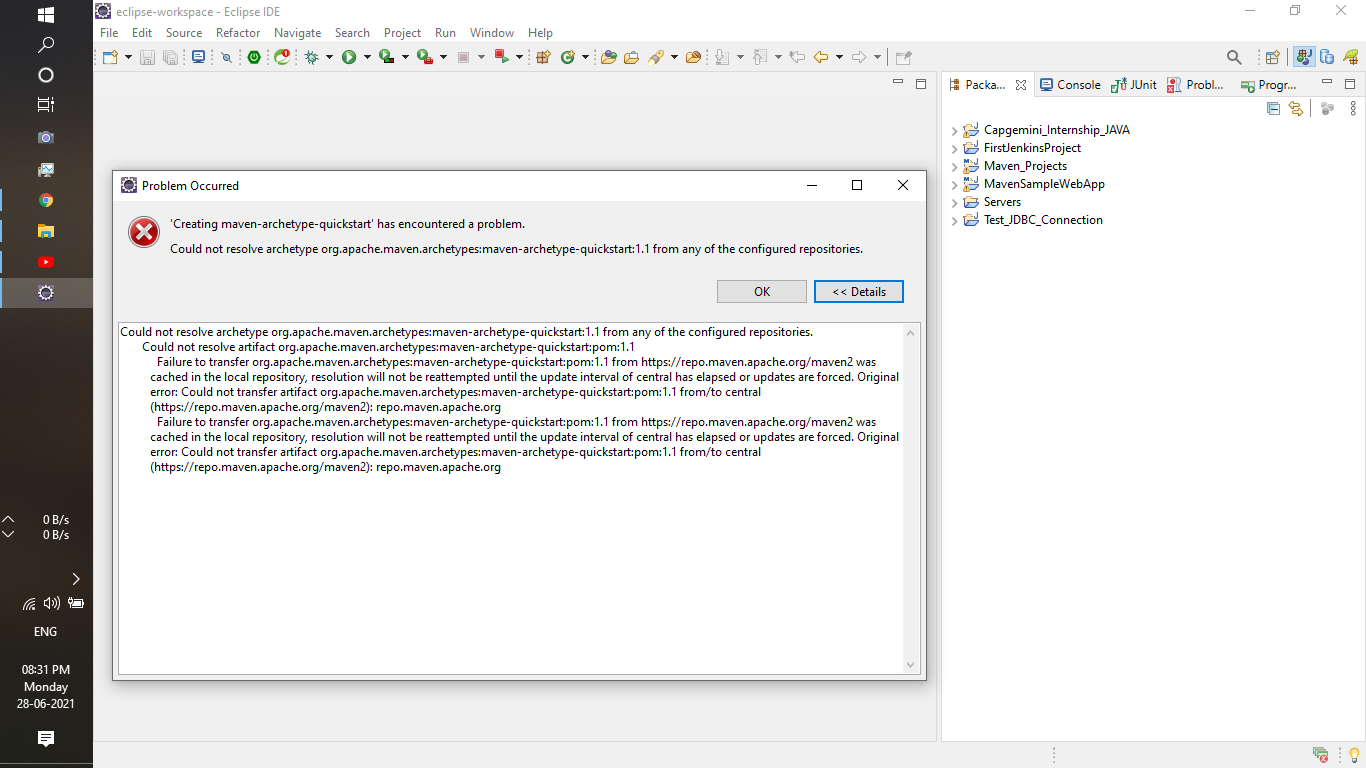 eclipse-workspace - Eclipse IDE
File Edit Source Refactor Navigate Search Project Run Window Help
Packa... Console JUnit Probl... Progr...
Capgemini_Internship_JAVA
FirstJenkinsProject
Maven_Projects
MavenSampleWebApp
Servers
Test_JDBC_Connection
Problem Occurred
'Creating maven-archetype-quickstart' has encountered a problem.
Could not resolve archetype org.apache.maven.archetypes:maven-archetype-quickstart:1.1 from any of the configured repositories.
OK
<< Details
Could not resolve archetype org.apache.maven.archetypes:maven-archetype-quickstart:1.1 from any of the configured repositories.
Could not resolve artifact org.apache.maven.archetypes:maven-archetype-quickstart:pom:1.1
Failure to transfer org.apache.maven.archetypes:maven-archetype-quickstart:pom:1.1 from https://repo.maven.apache.org/maven2 was
cached in the local repository, resolution will not be reattempted until the update interval of central has elapsed or updates are forced. Original
error: Could not transfer artifact org.apache.maven.archetypes:maven-archetype-quickstart:pom:1.1 from/to central
(https://repo.maven.apache.org/maven2): repo.maven.apache.org
Failure to transfer org.apache.maven.archetypes:maven-archetype-quickstart:pom:1.1 from https://repo.maven.apache.org/maven2 was
cached in the local repository, resolution will not be reattempted until the update interval of central has elapsed or updates are forced. Original
error: Could not transfer artifact org.apache.maven.archetypes:maven-archetype-quickstart:pom:1.1 from/to central
(https://repo.maven.apache.org/maven2): repo.maven.apache.org
0 B/s
0 B/s
ENG
08:31 PM
Monday
28-06-2021